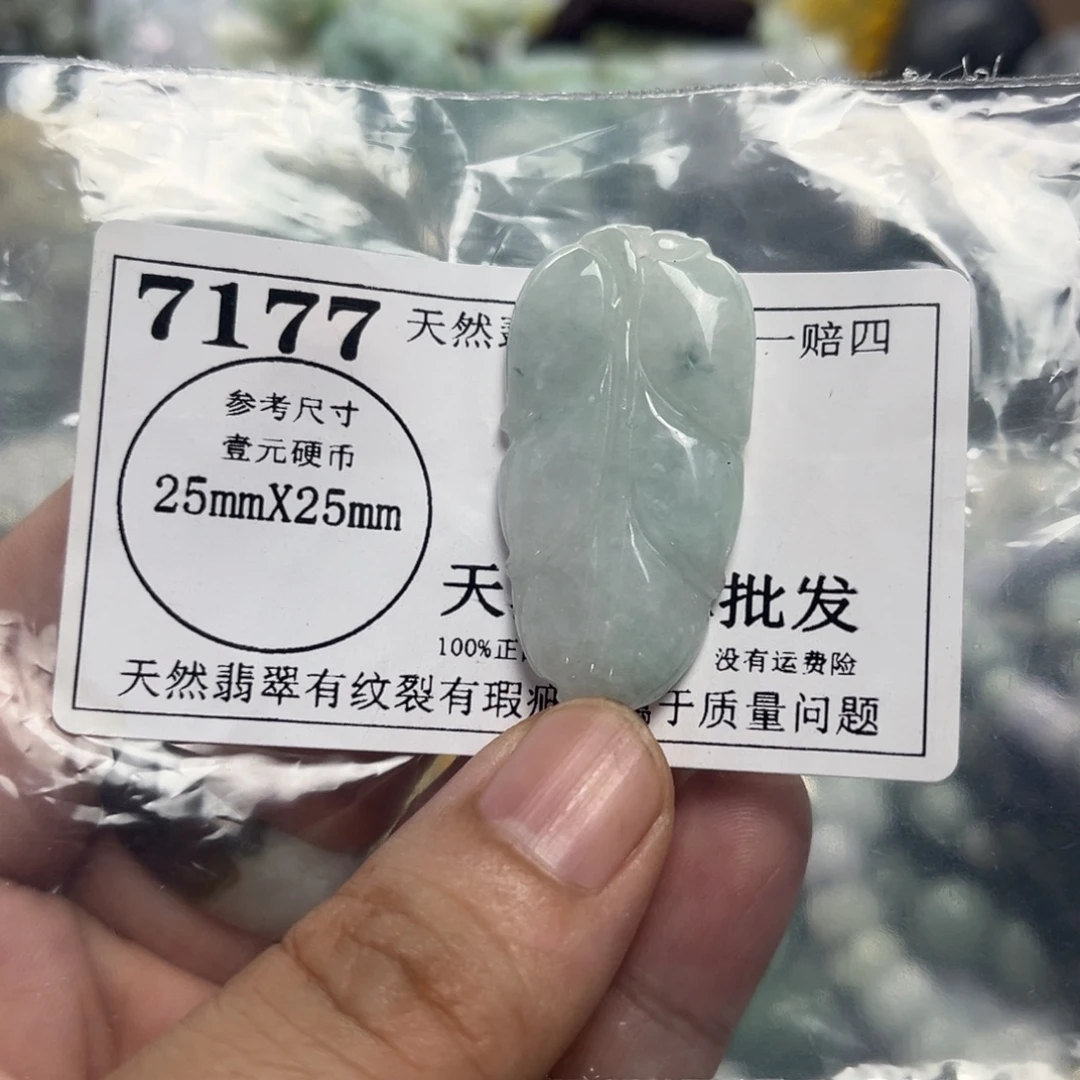 7177 天然 一赔四
参考尺寸
壹元硬币
25mmX25mm
天 批发
100%正 没有运费险
天然翡翠有纹裂有瑕疵 于质量问题